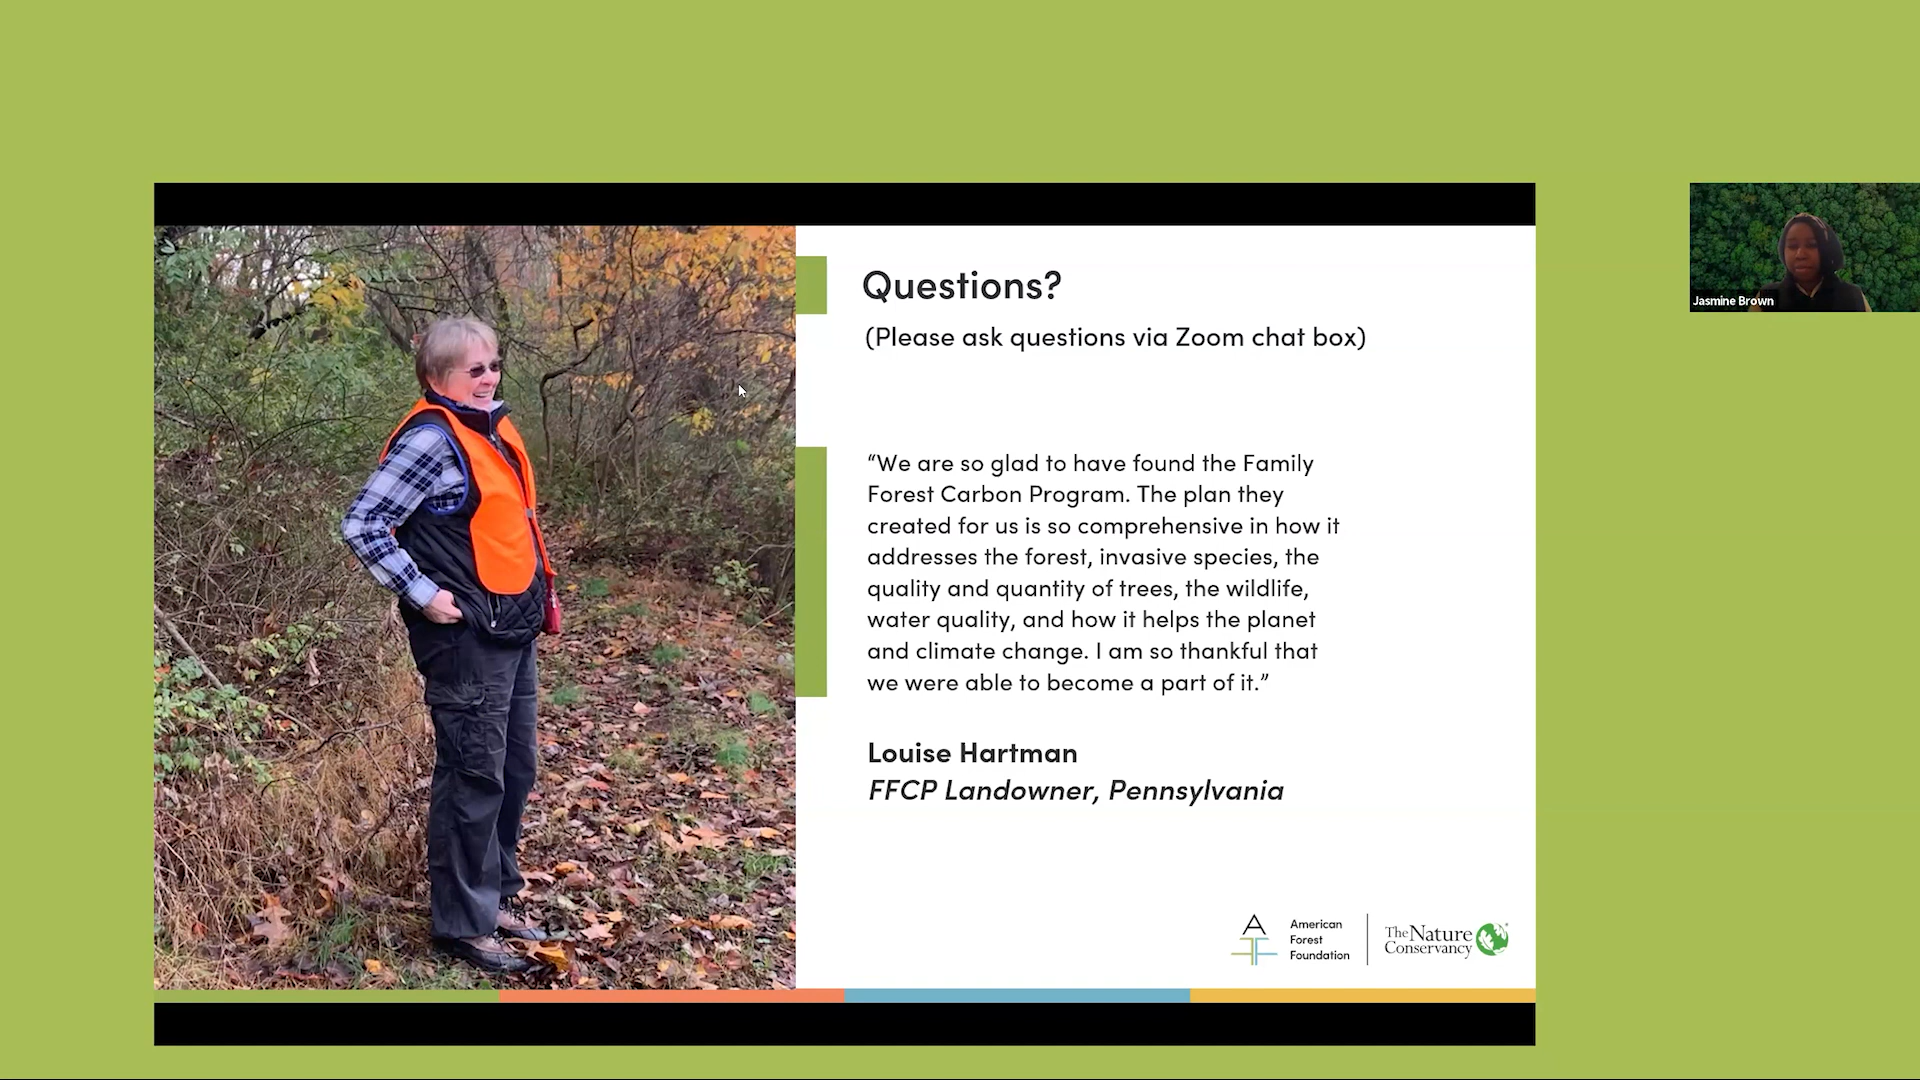 Questions?
(Please ask questions via Zoom chat box)
“We are so glad to have found the Family
Forest Carbon Program. The plan they
created for us is so comprehensive in how it
addresses the forest, invasive species, the
quality and quantity of trees, the wildlife,
water quality, and how it helps the planet
and climate change. I am so thankful that
we were able to become a part of it.”
Louise Hartman
FFCP Landowner, Pennsylvania
American
Forest
Foundation
The Nature
Conservancy
Jasmine Brown